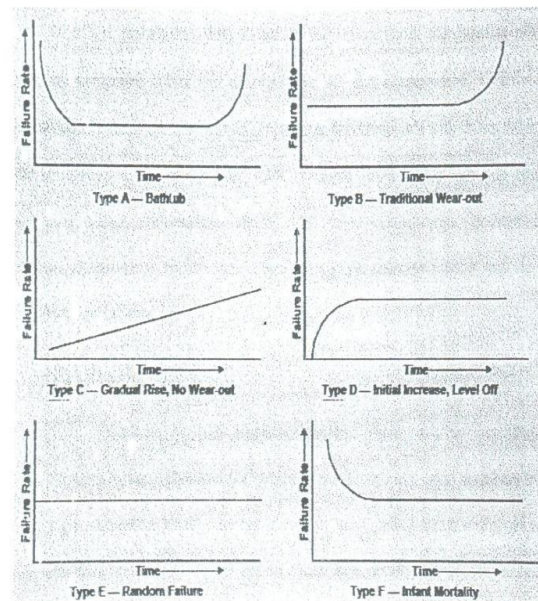 Failure Rate
Time
Type A — Bathtub
Failure Rate
Time
Type B — Traditional Wear-out
Failure Rate
Time
Type C — Gradual Rise, No Wear-out
Failure Rate
Time
Type D — Initial Increase, Level Off
Failure Rate
Time
Type E — Random Failure
Failure Rate
Time
Type F — Infant Mortality